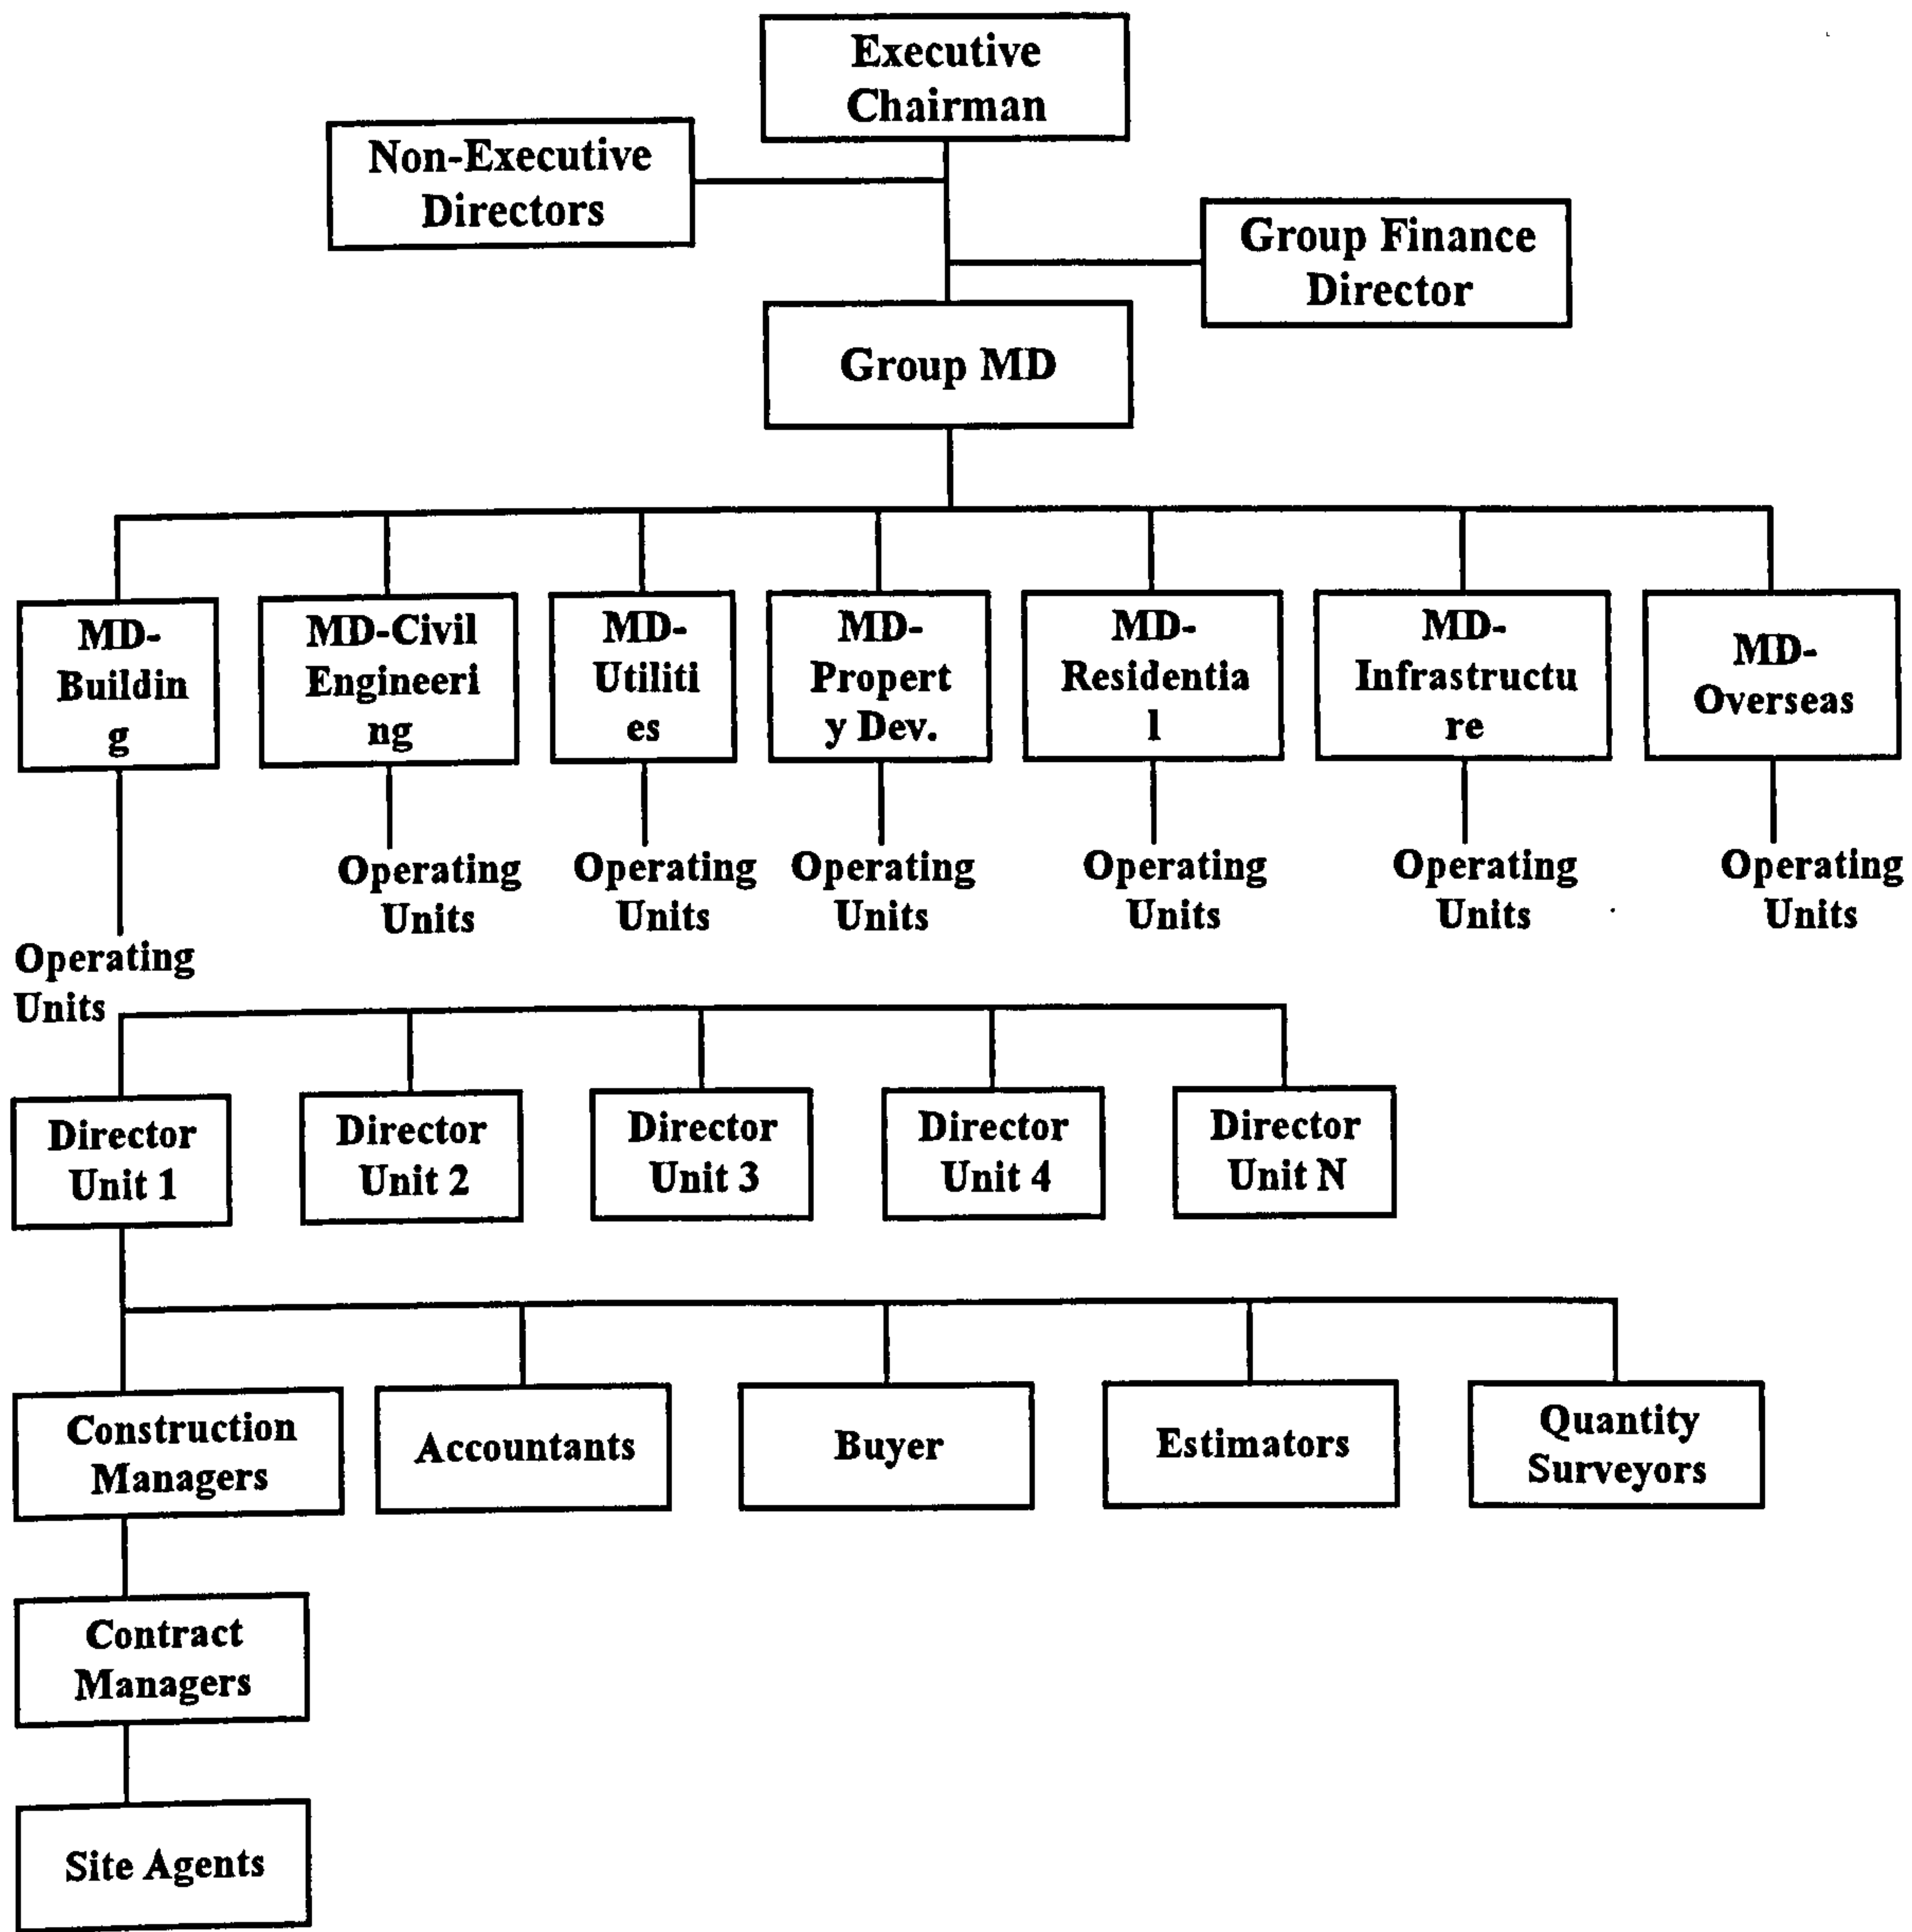 Executive
Chairman
Non-Executive
Directors
Group Finance
Director
Group MD
MD-
Buildin
g
MD-Civil
Engineeri
ng
MD-
Utiliti
es
MD-
Propert
y Dev.
MD-
Residentia
l
MD-
Infrastructu
re
MD-
Overseas
Operating
Units
Operating
Units
Operating
Units
Operating
Units
Operating
Units
Operating
Units
Operating
Units
Director
Unit 1
Director
Unit 2
Director
Unit 3
Director
Unit 4
Director
Unit N
Construction
Managers
Accountants
Buyer
Estimators
Quantity
Surveyors
Contract
Managers
Site Agents